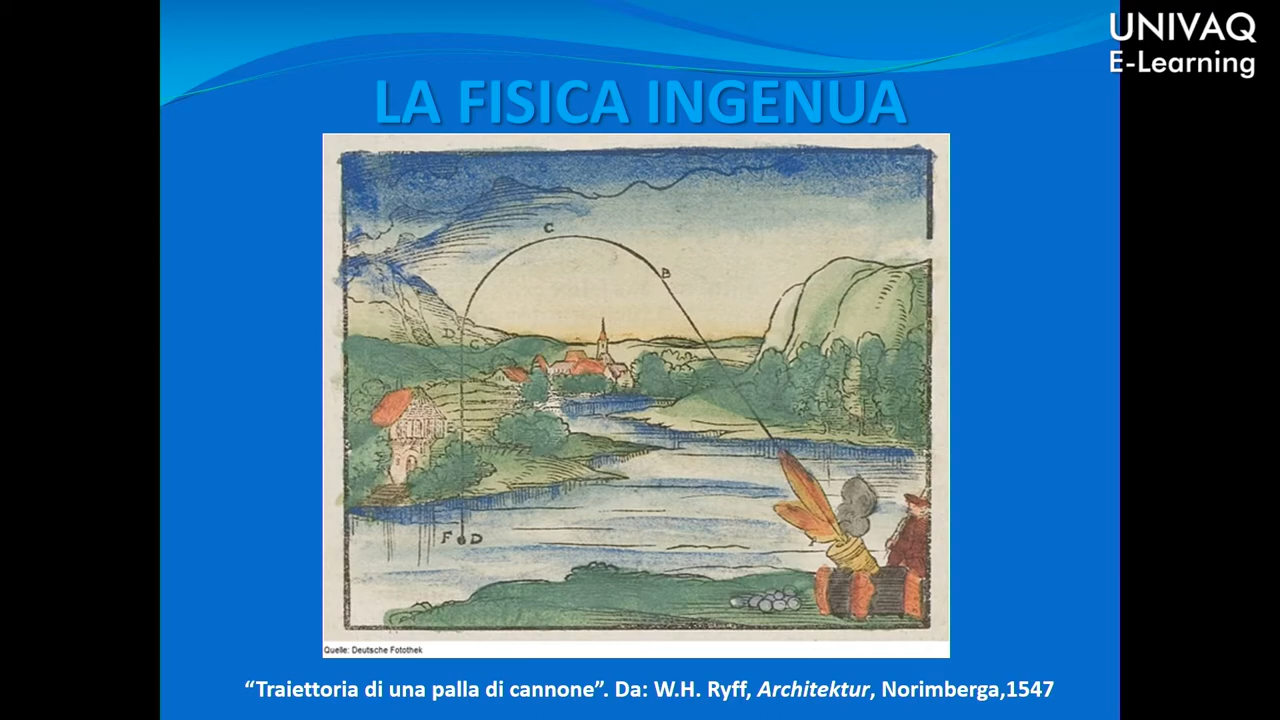 UNIVAQ
E-Learning
LA FISICA INGENUA
C
B
D G
F D
Quelle: Deutsche Fotothek
“Traiettoria di una palla di cannone”. Da: W.H. Ryff, Architektur, Norimberga,1547